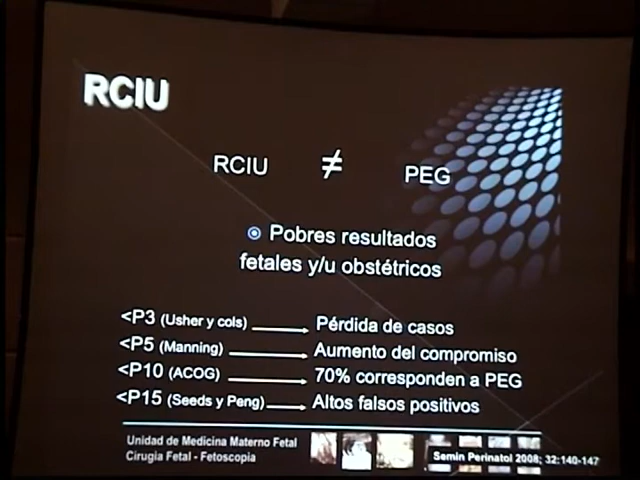 RCIU
RCIU ≠ PEG
Pobres resultados
fetales y/u obstétricos
<P3 (Usher y cols) Pérdida de casos
<P5 (Manning) Aumento del compromiso
<P10 (ACOG) 70% corresponden a PEG
<P15 (Seeds y Peng) Altos falsos positivos
Unidad de Medicina Materno Fetal
Cirugia Fetal - Fetoscopia
Semin Perinatol 2008; 32:140-147